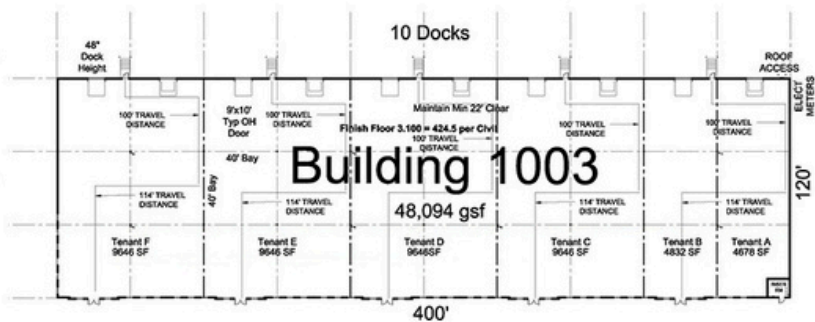 10 Docks
48"
Dock
Height
ROOF
ACCESS
ELECT
METERS
100' TRAVEL
DISTANCE
9'x10'
Typ OH
Door
100' TRAVEL
DISTANCE
Maintain Min 22' Clear
Finish Floor 3.100 = 424.5 per Civil
100' TRAVEL
DISTANCE
100' TRAVEL
DISTANCE
100' TRAVEL
DISTANCE
40' Bay
Building 1003
120'
40' Bay
114' TRAVEL
DISTANCE
114' TRAVEL
DISTANCE
114' TRAVEL
DISTANCE
114' TRAVEL
DISTANCE
114' TRAVEL
DISTANCE
48,094 gsf
Tenant F
9646 SF
Tenant E
9646 SF
Tenant D
9646SF
Tenant C
9646 SF
Tenant B
4832 SF
Tenant A
4678 SF
400'